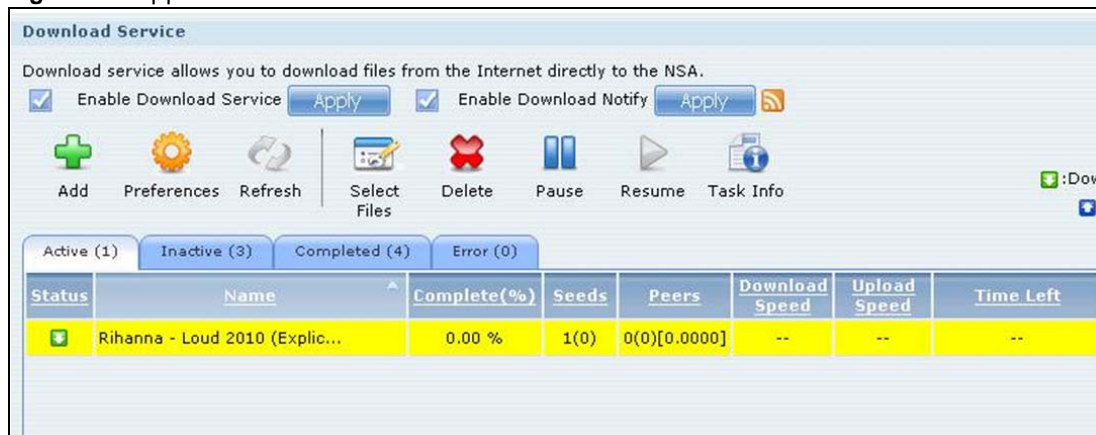 Download Service
Download service allows you to download files from the Internet directly to the NSA.
Enable Download Service Apply Enable Download Notify Apply
Add Preferences Refresh Select Files Delete Pause Resume Task Info
:Dow
Active (1) Inactive (3) Completed (4) Error (0)
Status Name Complete(%) Seeds Peers Download Speed Upload Speed Time Left
Rihanna - Loud 2010 (Explic... 0.00 % 1(0) 0(0)[0.0000] -- -- --